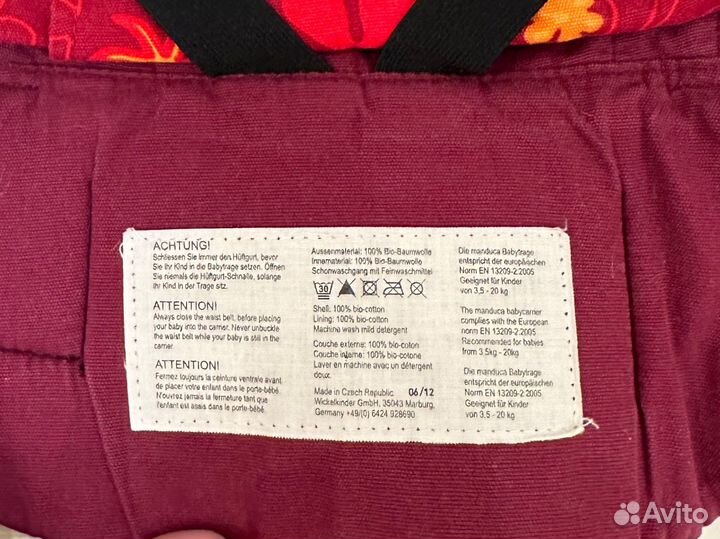 ACHTUNG!
Schliessen Sie immer den Hüftgurt, bevor
Sie Ihr Kind in die Babytrage setzen. Öffnen
Sie niemals die Hüftgurt-Schnalle, solange
Ihr Kind in der Trage sitz.
ATTENTION!
Always close the waist belt, before placing
your baby into the carrier. Never unbuckle
the waist belt while your baby is still in the
carrier.
ATTENTION!
Fermez toujours la ceinture ventrale avant
de placer votre enfant dans le porte-bébé.
N'ouvrez jamais la ceinture tant que
l'enfant est assis dans le porte-bébé.
Aussenmaterial: 100% Bio-Baumwolle
Innenmaterial: 100% Bio-Baumwolle
Schonwaschgang mit Feinwaschmittel
30
Shell: 100% bio-cotton
Lining: 100% bio-cotton
Machine wash mild detergent
Couche externe: 100% bio-coton
Couche interne: 100% bio-cotone
Laver en machine avec un détergent
doux.
Made in Czech Republic 06/12
Wickelkinder GmbH, 35043 Marburg,
Germany +49/(0) 6424 928690
Die manduca Babytrage
entspricht der europäischen
Norm EN 13209-2:2005
Geeignet für Kinder
von 3,5 - 20 kg
The manduca babycarrier
complies with the European
norm EN 13209-2:2005
Recommended for babies
from 3.5kg - 20kg
Die manduca Babytrage
entspricht der europäischen
Norm EN 13209-2:2005
Geeignet für Kinder
von 3,5 - 20 kg
Avito